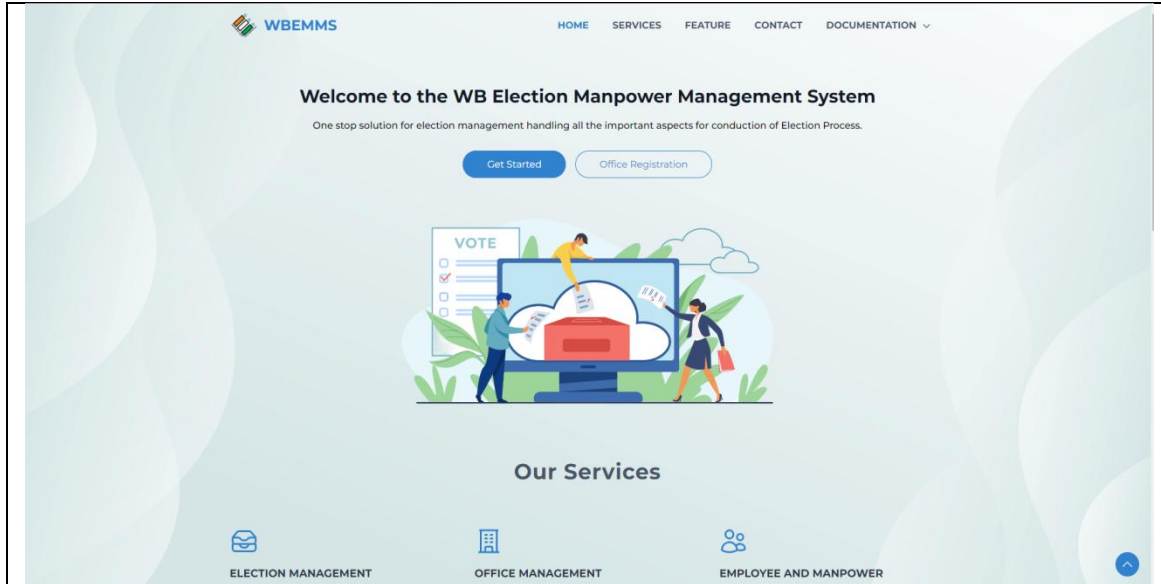 WBEMMS
HOME SERVICES FEATURE CONTACT DOCUMENTATION
Welcome to the WB Election Manpower Management System
One stop solution for election management handling all the important aspects for conduction of Election Process.
Get Started Office Registration
VOTE
Our Services
ELECTION MANAGEMENT OFFICE MANAGEMENT EMPLOYEE AND MANPOWER